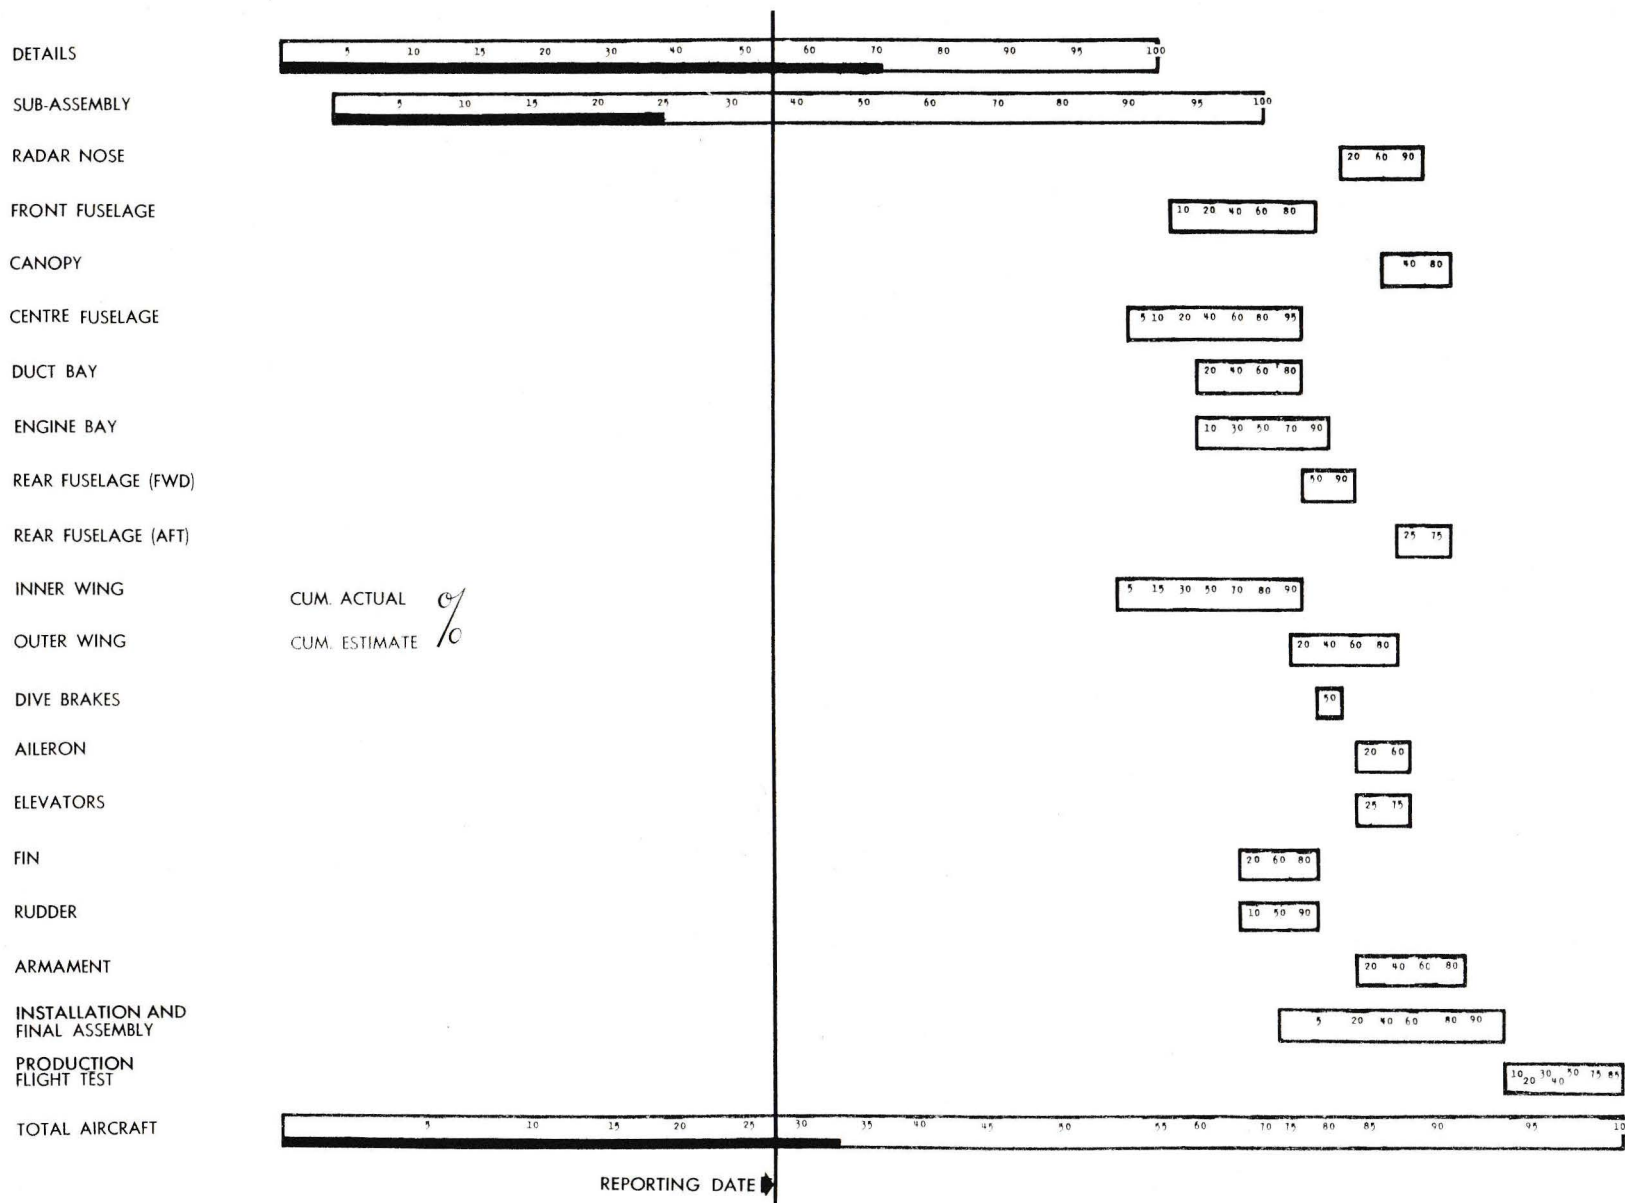 DETAILS 5 10 15 20 30 40 50 60 70 80 90 95 100
SUB-ASSEMBLY 5 10 15 20 25 30 40 50 60 70 80 90 95 100
RADAR NOSE 20 60 90
FRONT FUSELAGE 10 20 40 60 80
CANOPY 40 80
CENTRE FUSELAGE 5 10 20 40 60 80 95
DUCT BAY 20 40 60 80
ENGINE BAY 10 30 50 70 90
REAR FUSELAGE (FWD) 50 90
REAR FUSELAGE (AFT) 25 75
INNER WING 5 15 30 50 70 80 90
CUM. ACTUAL %
CUM. ESTIMATE
OUTER WING 20 40 60 80
DIVE BRAKES 50
AILERON 20 60
ELEVATORS 25 75
FIN 20 60 80
RUDDER 10 50 90
ARMAMENT 20 40 60 80
INSTALLATION AND
FINAL ASSEMBLY 5 20 40 60 80 90
PRODUCTION
FLIGHT TEST 10 20 30 40 50 75 85
TOTAL AIRCRAFT 5 10 15 20 25 30 35 40 45 50 55 60 70 75 80 85 90 95
REPORTING DATE